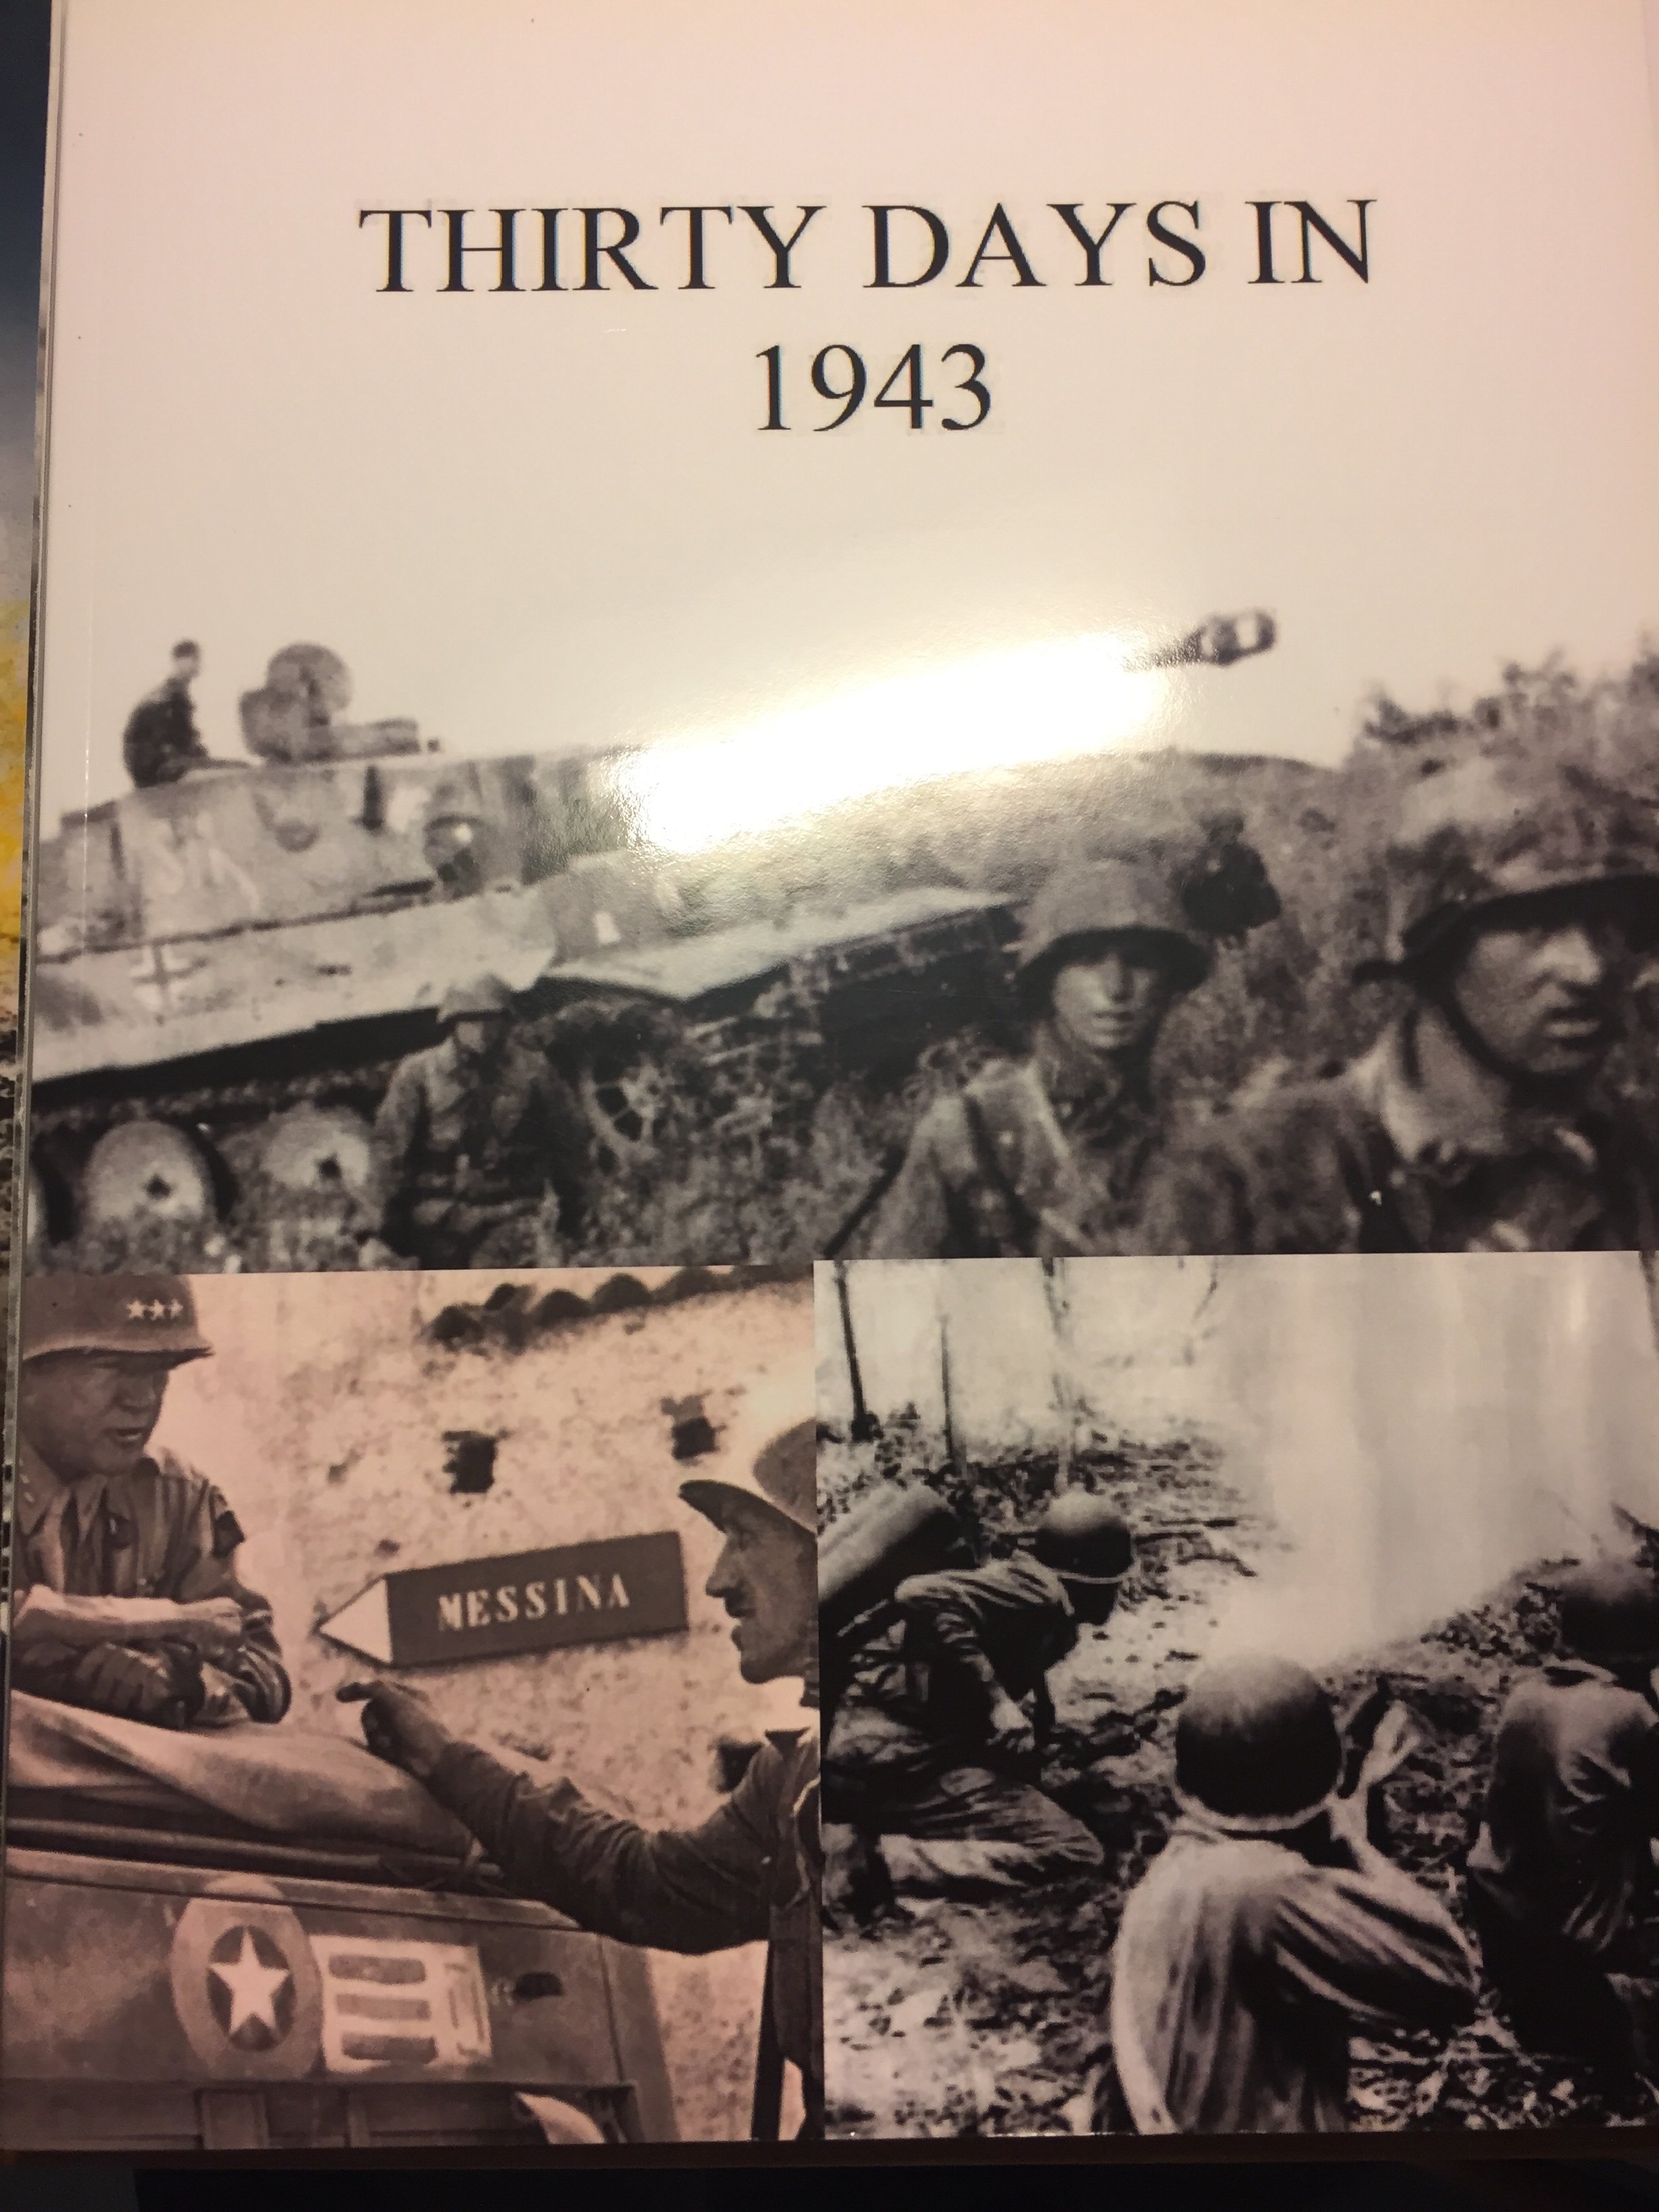 THIRTY DAYS IN
1943
MESSINA